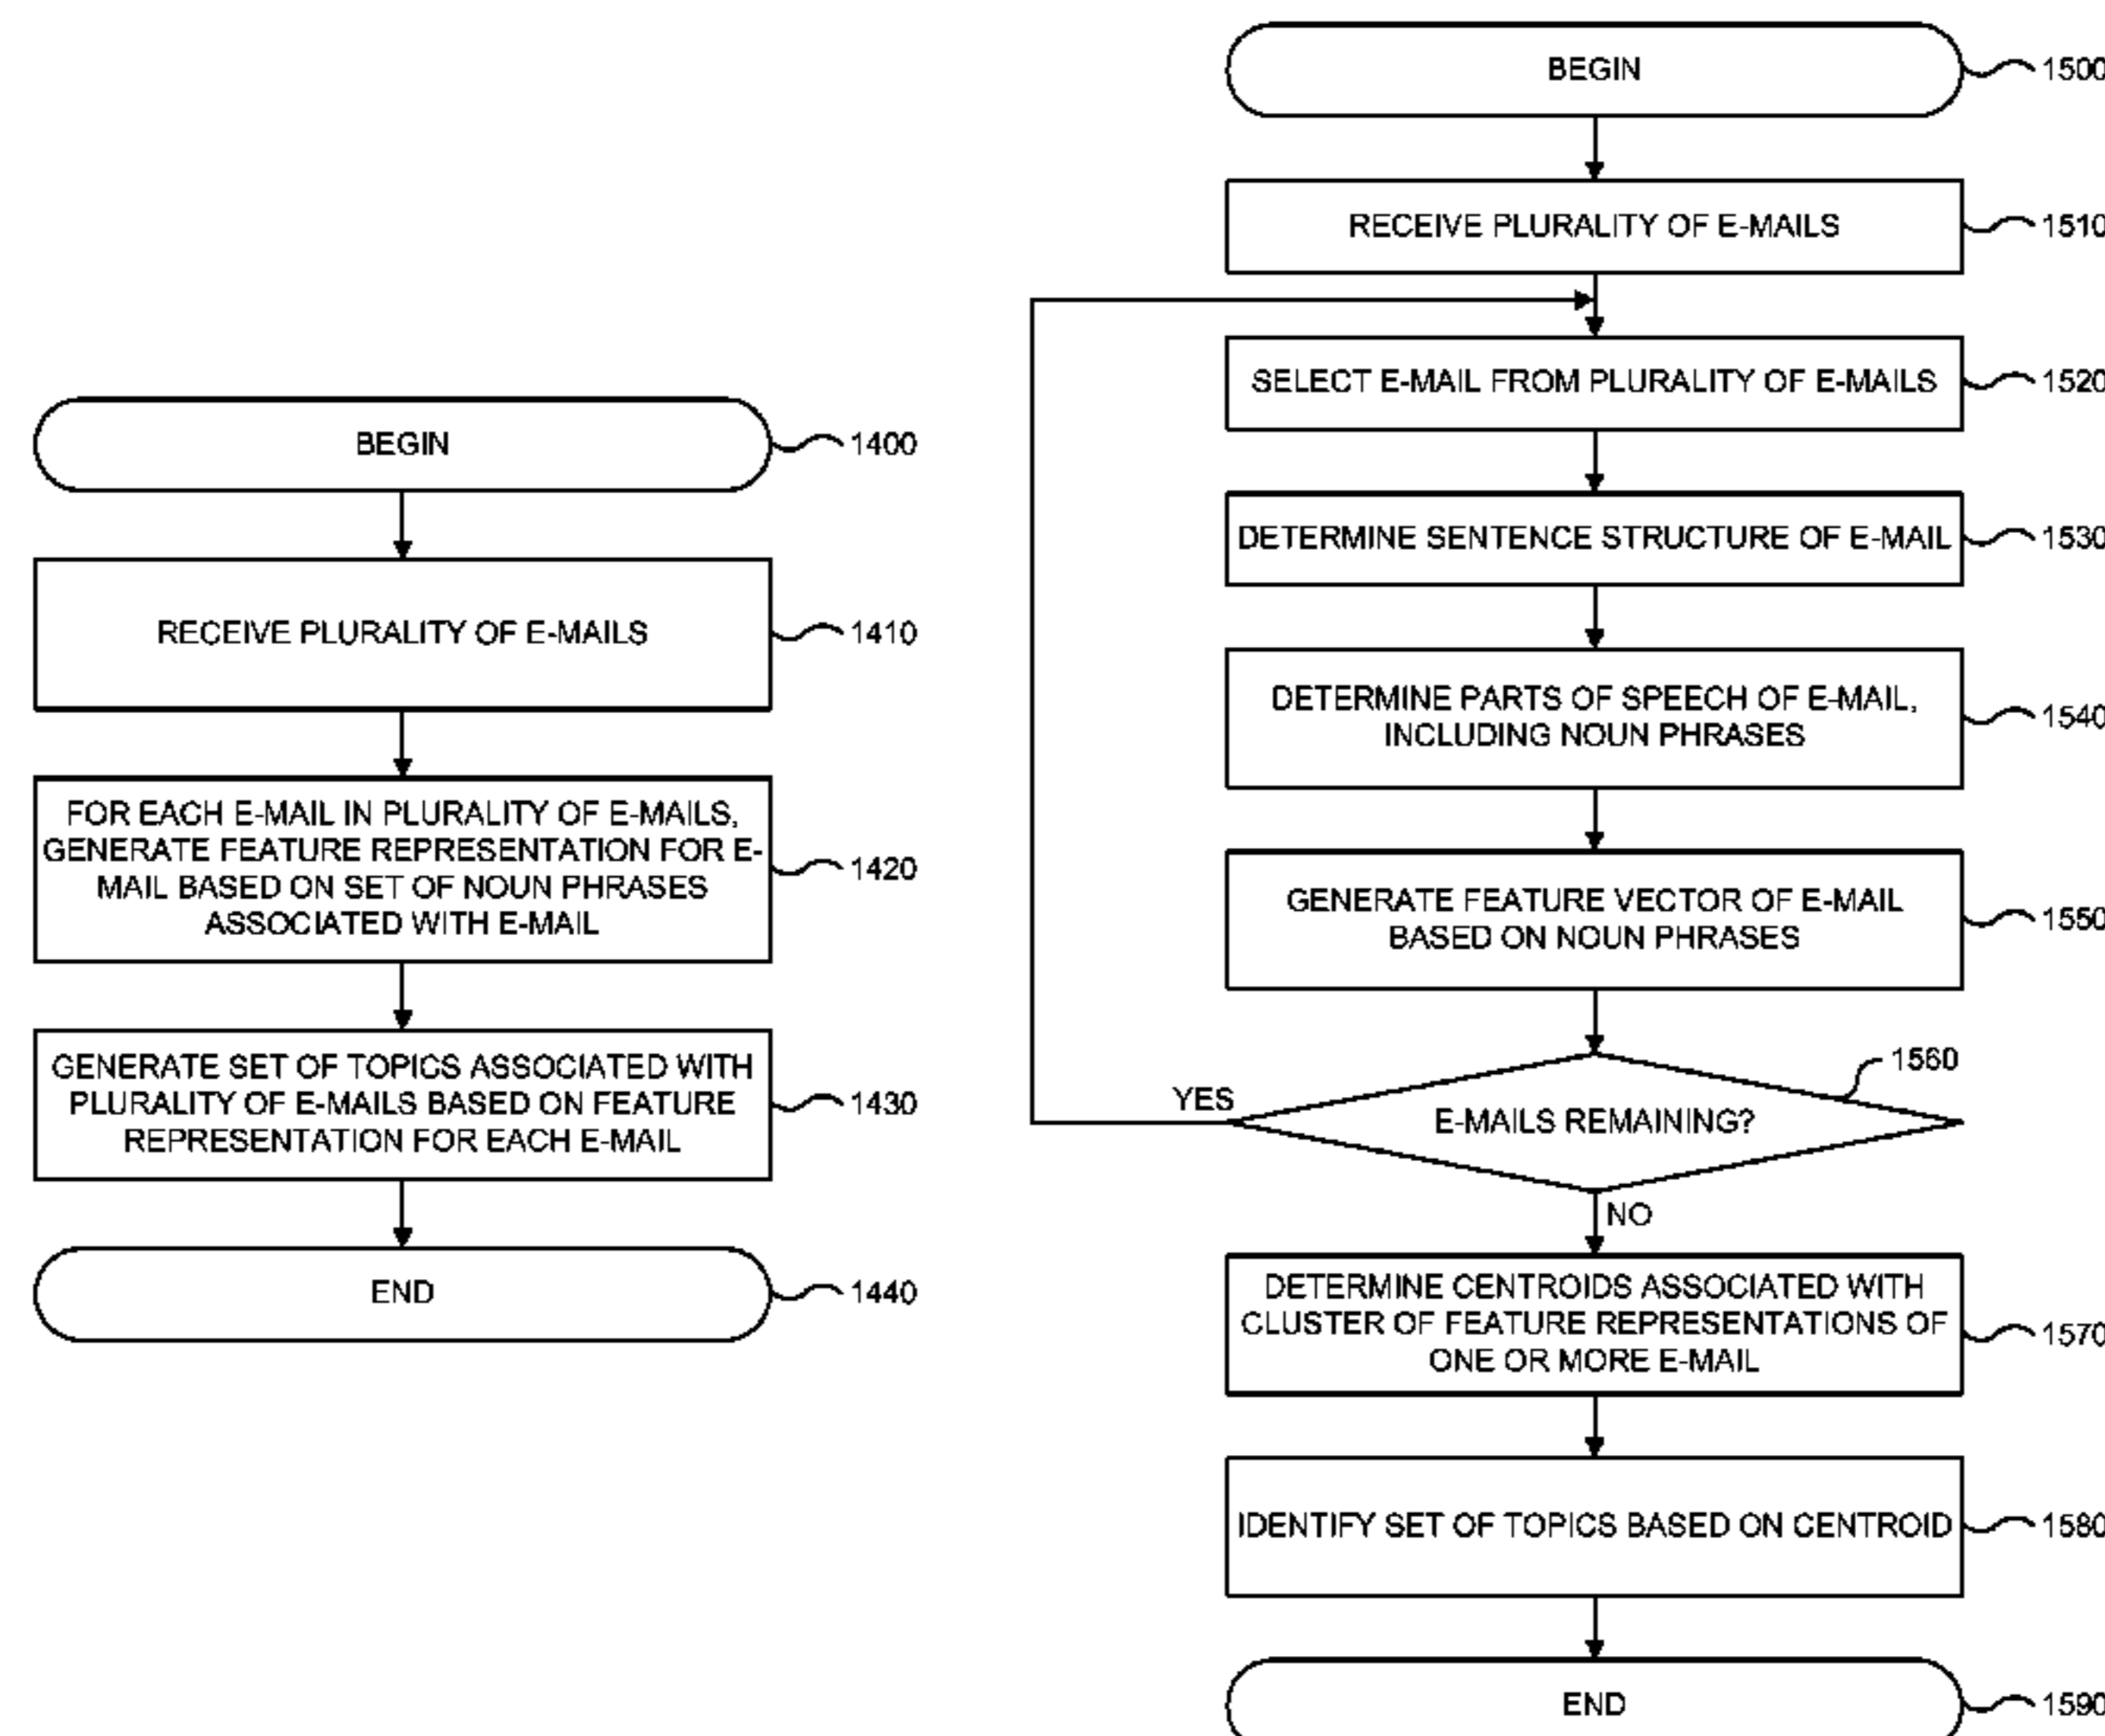 BEGIN
1400
RECEIVE PLURALITY OF E-MAILS
1410
FOR EACH E-MAIL IN PLURALITY OF E-MAILS,
GENERATE FEATURE REPRESENTATION FOR E-
MAIL BASED ON SET OF NOUN PHRASES
ASSOCIATED WITH E-MAIL
1420
GENERATE SET OF TOPICS ASSOCIATED WITH
PLURALITY OF E-MAILS BASED ON FEATURE
REPRESENTATION FOR EACH E-MAIL
1430
END
1440
BEGIN
1500
RECEIVE PLURALITY OF E-MAILS
1510
SELECT E-MAIL FROM PLURALITY OF E-MAILS
1520
DETERMINE SENTENCE STRUCTURE OF E-MAIL
1530
DETERMINE PARTS OF SPEECH OF E-MAIL,
INCLUDING NOUN PHRASES
1540
GENERATE FEATURE VECTOR OF E-MAIL
BASED ON NOUN PHRASES
1550
1560
YES
E-MAILS REMAINING?
NO
DETERMINE CENTROIDS ASSOCIATED WITH
CLUSTER OF FEATURE REPRESENTATIONS OF
ONE OR MORE E-MAIL
1570
IDENTIFY SET OF TOPICS BASED ON CENTROID
1580
END
1590